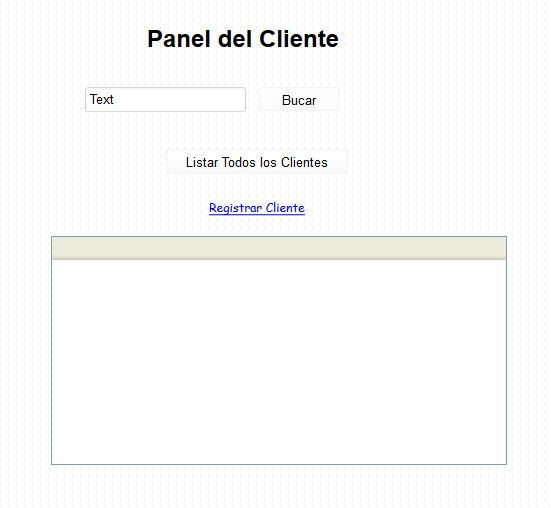 Panel del Cliente
Text
Bucar
Listar Todos los Clientes
Registrar Cliente